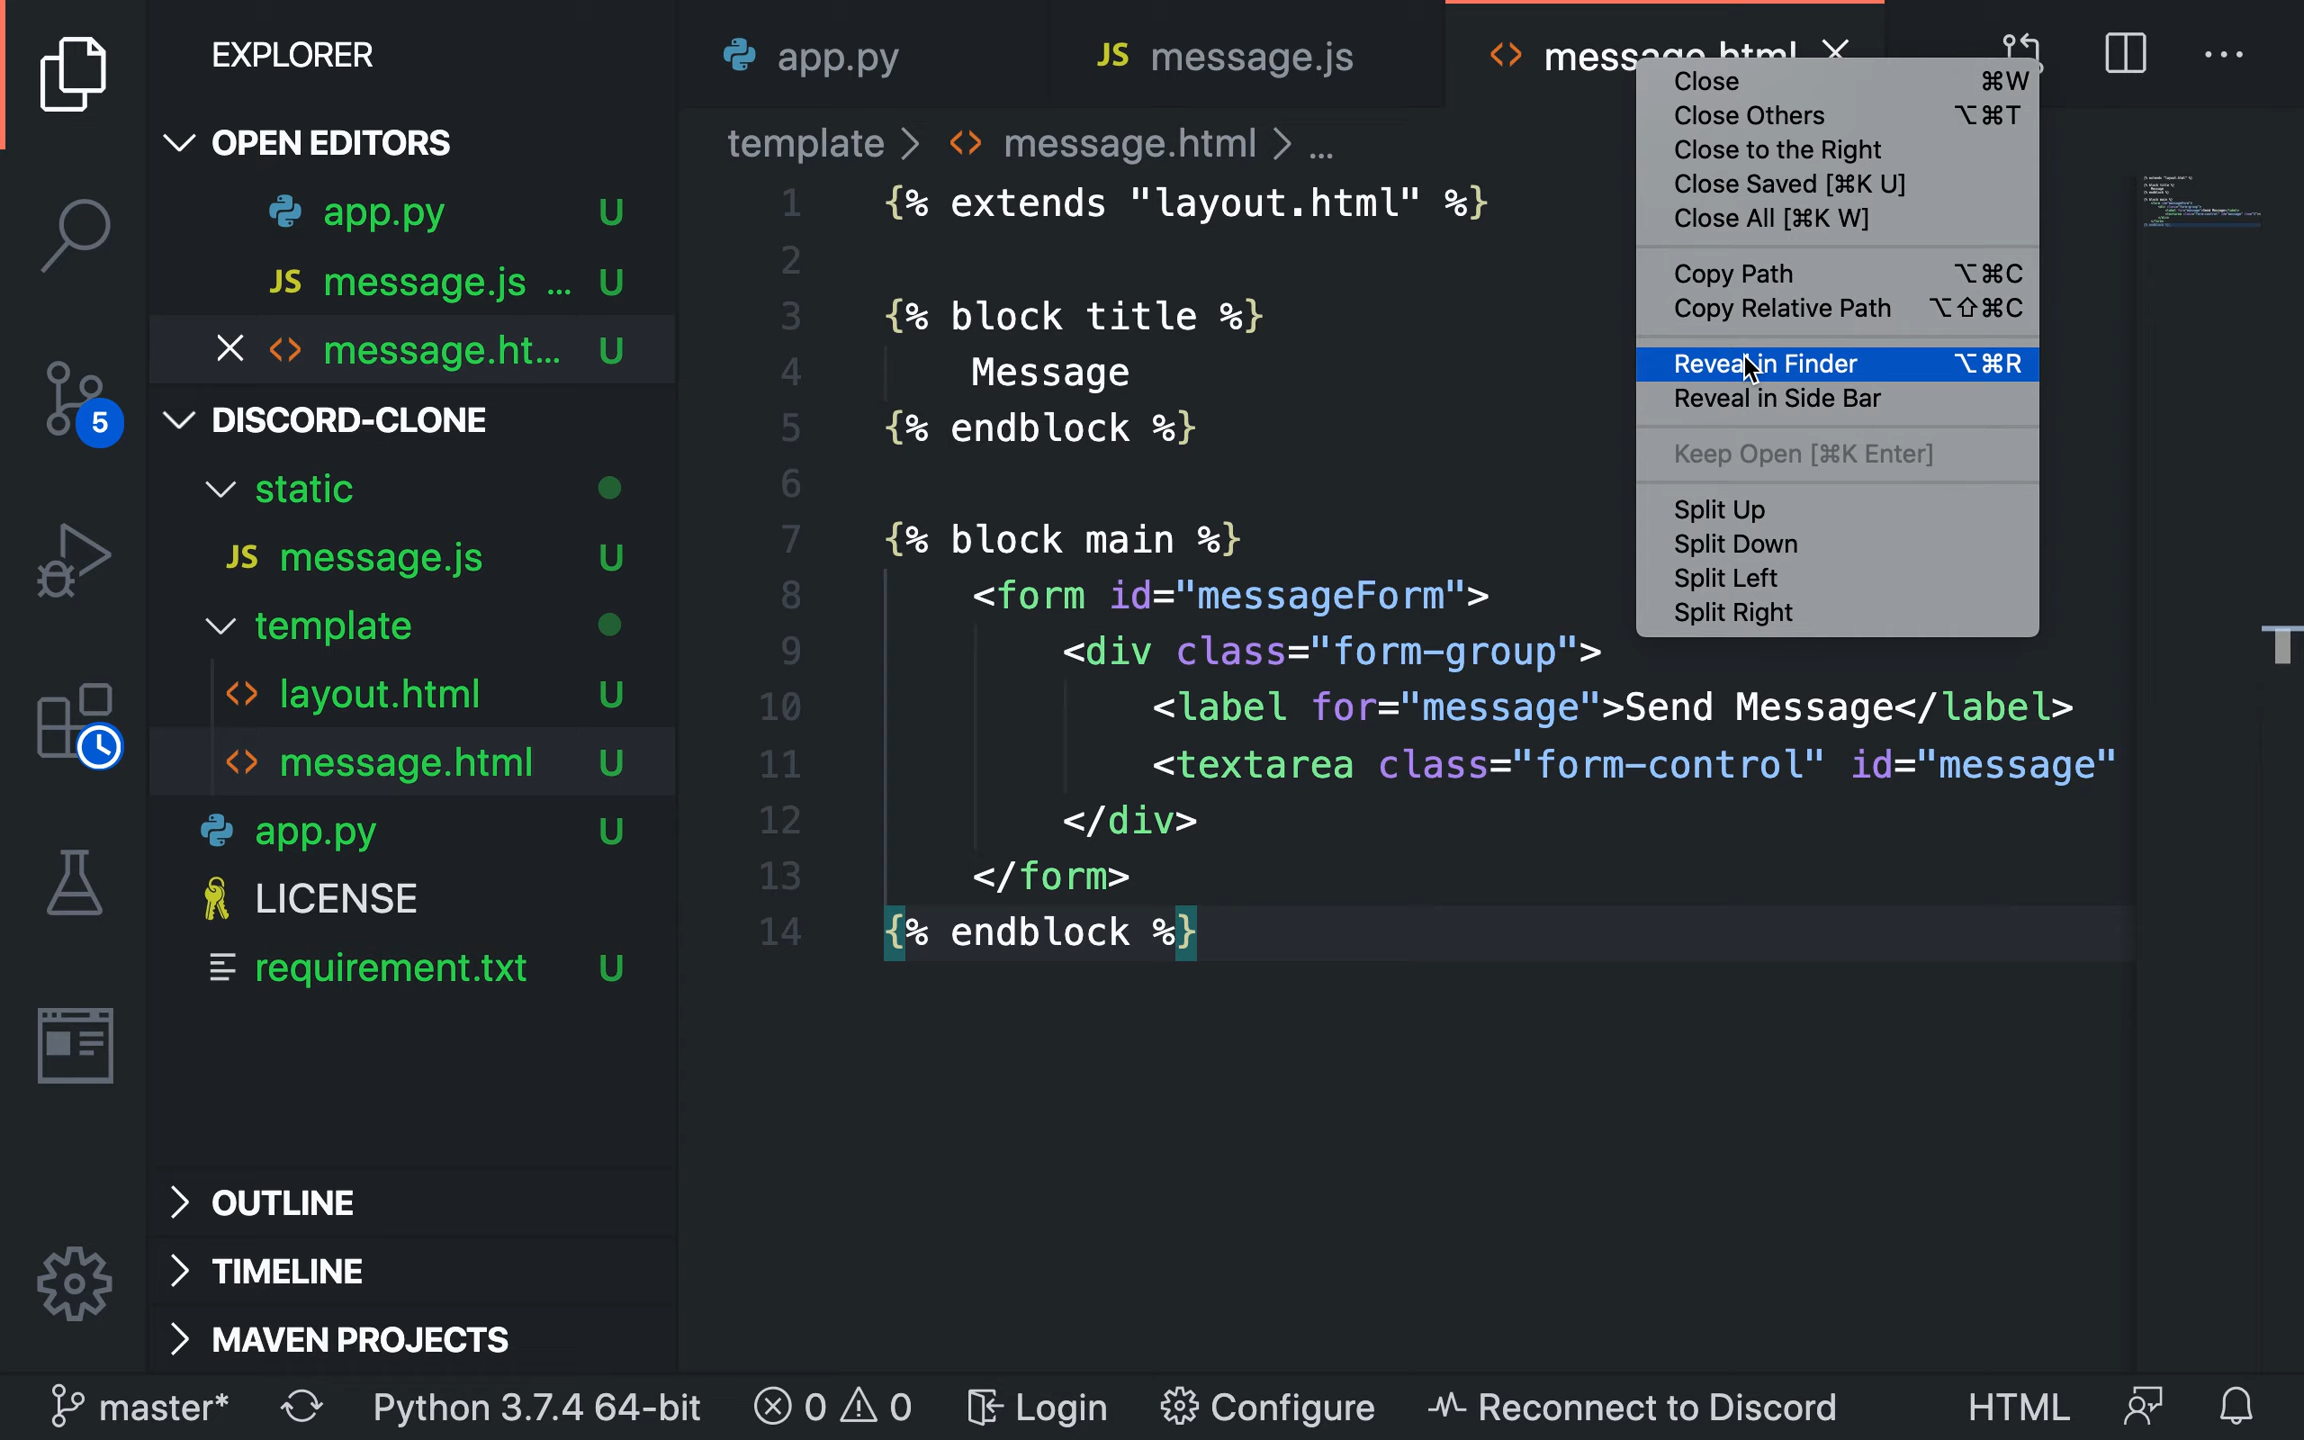 EXPLORER
OPEN EDITORS
app.py U
JS message.js ... U
message.ht... U
5
DISCORD-CLONE
static
JS message.js U
template
layout.html U
message.html U
app.py U
LICENSE
requirement.txt U
OUTLINE
TIMELINE
MAVEN PROJECTS
app.py
JS message.js
message.html
template > message.html > ...
1 {% extends "layout.html" %}
2
3 {% block title %}
4 Message
5 {% endblock %}
6
7 {% block main %}
8 <form id="messageForm">
9 <div class="form-group">
10 <label for="message">Send Message</label>
11 <textarea class="form-control" id="message"
12 </div>
13 </form>
14 {% endblock %}
Close ⌘W
Close Others ⌥⌘T
Close to the Right
Close Saved [⌘K U]
Close All [⌘K W]
Copy Path ⌥⌘C
Copy Relative Path ⌥⇧⌘C
Reveal in Finder ⌥⌘R
Reveal in Side Bar
Keep Open [⌘K Enter]
Split Up
Split Down
Split Left
Split Right
master* Python 3.7.4 64-bit 0 0 Login Configure Reconnect to Discord HTML